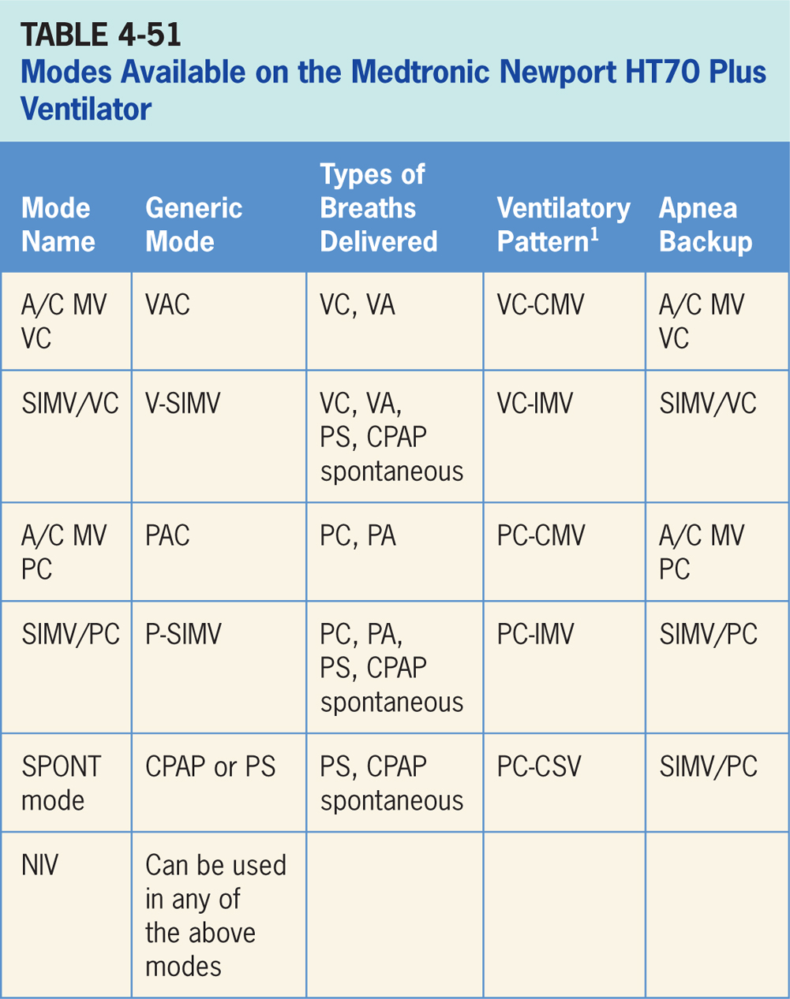 TABLE 4-51
Modes Available on the Medtronic Newport HT70 Plus
Ventilator
Mode
Name
Generic
Mode
Types of
Breaths
Delivered
Ventilatory
Pattern1
Apnea
Backup
A/C MV
VC
VAC
VC, VA
VC-CMV
A/C MV
VC
SIMV/VC
V-SIMV
VC, VA,
PS, CPAP
spontaneous
VC-IMV
SIMV/VC
A/C MV
PC
PAC
PC, PA
PC-CMV
A/C MV
PC
SIMV/PC
P-SIMV
PC, PA,
PS, CPAP
spontaneous
PC-IMV
SIMV/PC
SPONT
mode
CPAP or PS
PS, CPAP
spontaneous
PC-CSV
SIMV/PC
NIV
Can be used
in any of
the above
modes